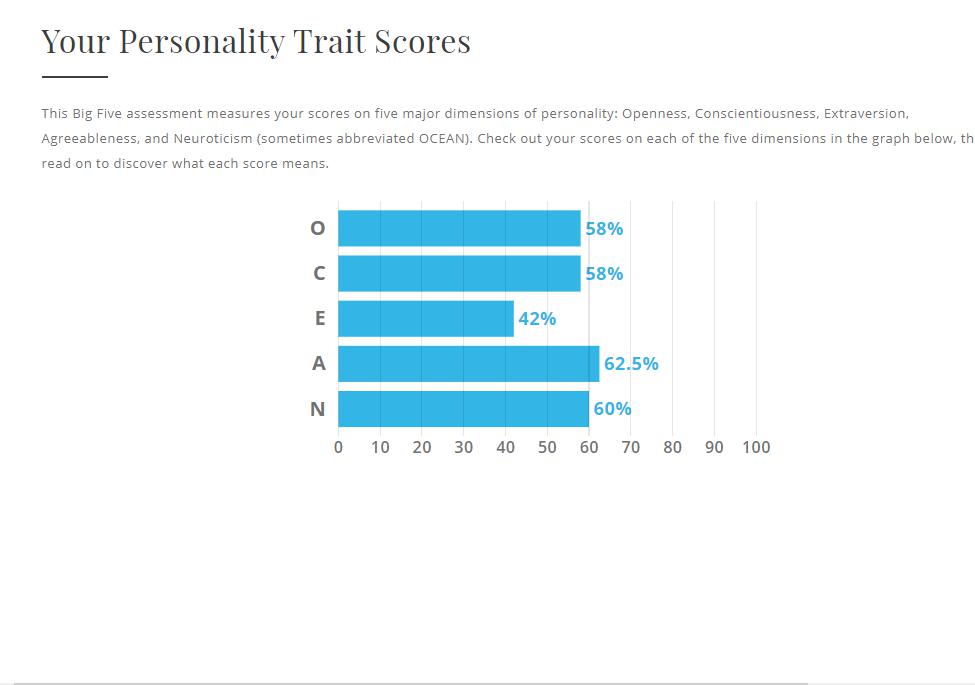 Your Personality Trait Scores
This Big Five assessment measures your scores on five major dimensions of personality: Openness, Conscientiousness, Extraversion,
Agreeableness, and Neuroticism (sometimes abbreviated OCEAN). Check out your scores on each of the five dimensions in the graph below, th
read on to discover what each score means.
O 58%
C 58%
E 42%
A 62.5%
N 60%
0 10 20 30 40 50 60 70 80 90 100